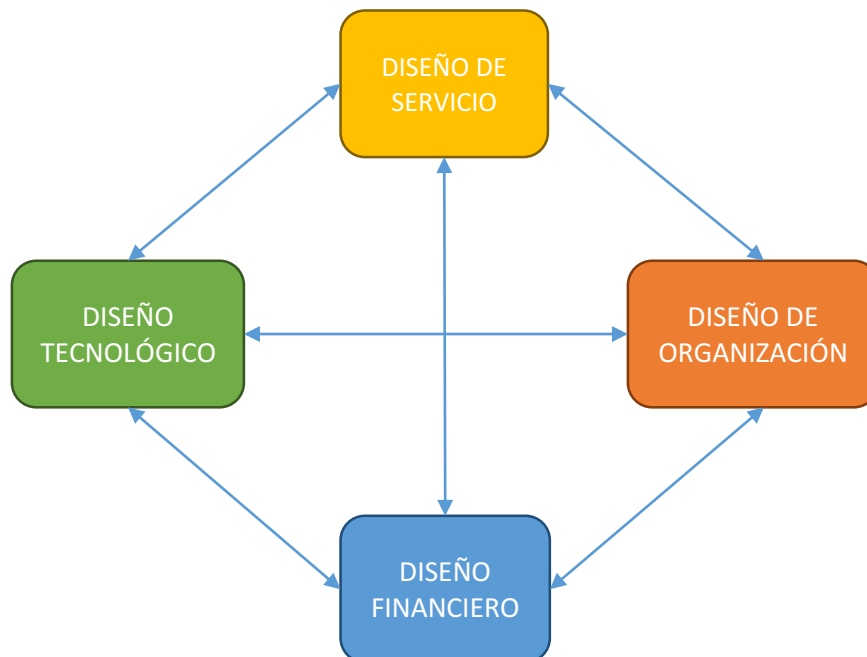 DISEÑO DE
SERVICIO
DISEÑO
TECNOLÓGICO
DISEÑO DE
ORGANIZACIÓN
DISEÑO
FINANCIERO